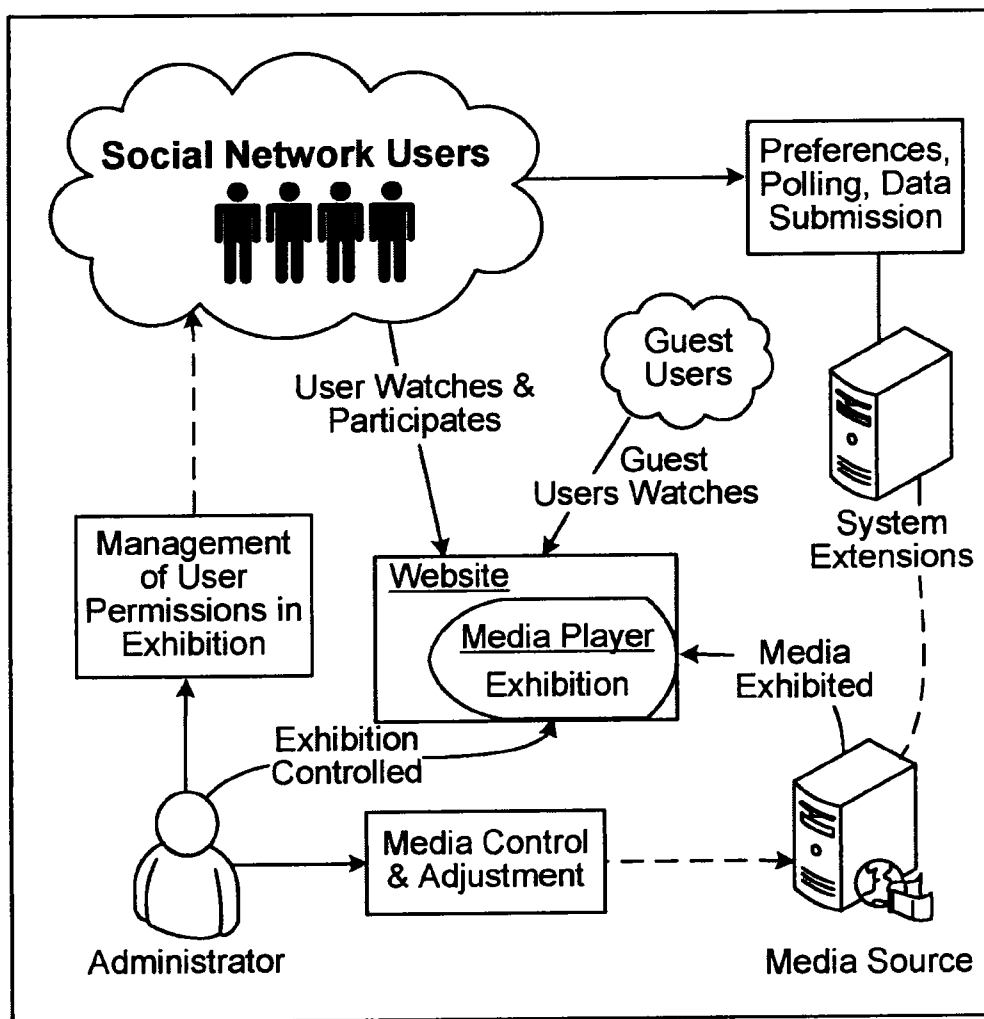 Social Network Users
Preferences,
Polling, Data
Submission
Guest
Users
User Watches &
Participates
Guest
Users Watches
System
Extensions
Management
of User
Permissions in
Exhibition
Website
Media Player
Exhibition
Media
Exhibited
Exhibition
Controlled
Media Control
& Adjustment
Administrator
Media Source